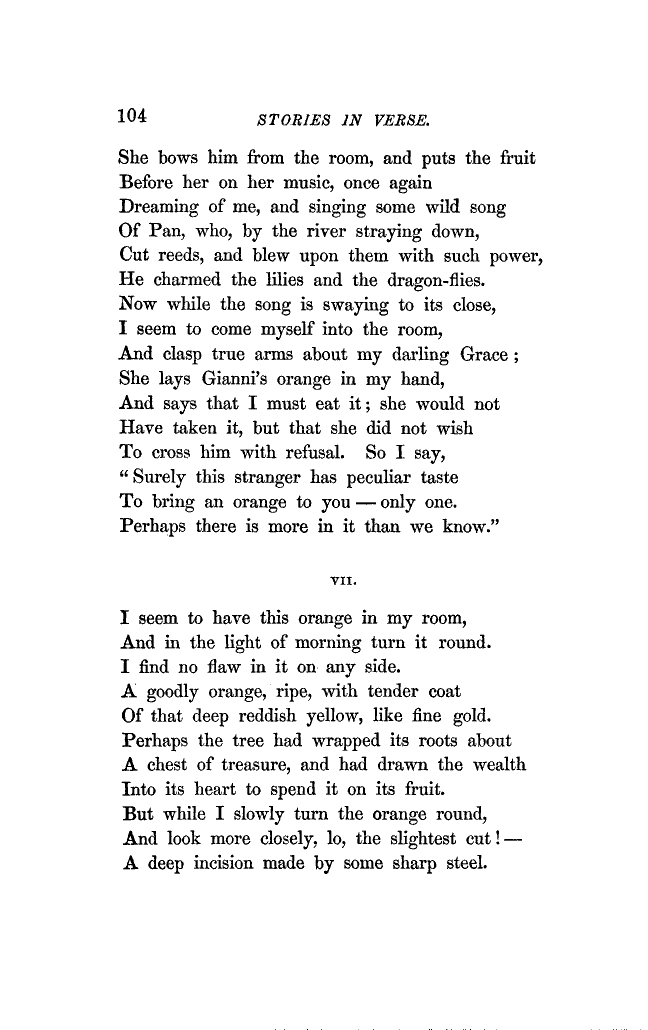 104 STORIES IN VERSE.
She bows him from the room, and puts the fruit
Before her on her music, once again
Dreaming of me, and singing some wild song
Of Pan, who, by the river straying down,
Cut reeds, and blew upon them with such power,
He charmed the lilies and the dragon-flies.
Now while the song is swaying to its close,
I seem to come myself into the room,
And clasp true arms about my darling Grace;
She lays Gianni's orange in my hand,
And says that I must eat it; she would not
Have taken it, but that she did not wish
To cross him with refusal. So I say,
"Surely this stranger has peculiar taste
To bring an orange to you — only one.
Perhaps there is more in it than we know."
VII.
I seem to have this orange in my room,
And in the light of morning turn it round.
I find no flaw in it on any side.
A goodly orange, ripe, with tender coat
Of that deep reddish yellow, like fine gold.
Perhaps the tree had wrapped its roots about
A chest of treasure, and had drawn the wealth
Into its heart to spend it on its fruit.
But while I slowly turn the orange round,
And look more closely, lo, the slightest cut! —
A deep incision made by some sharp steel.